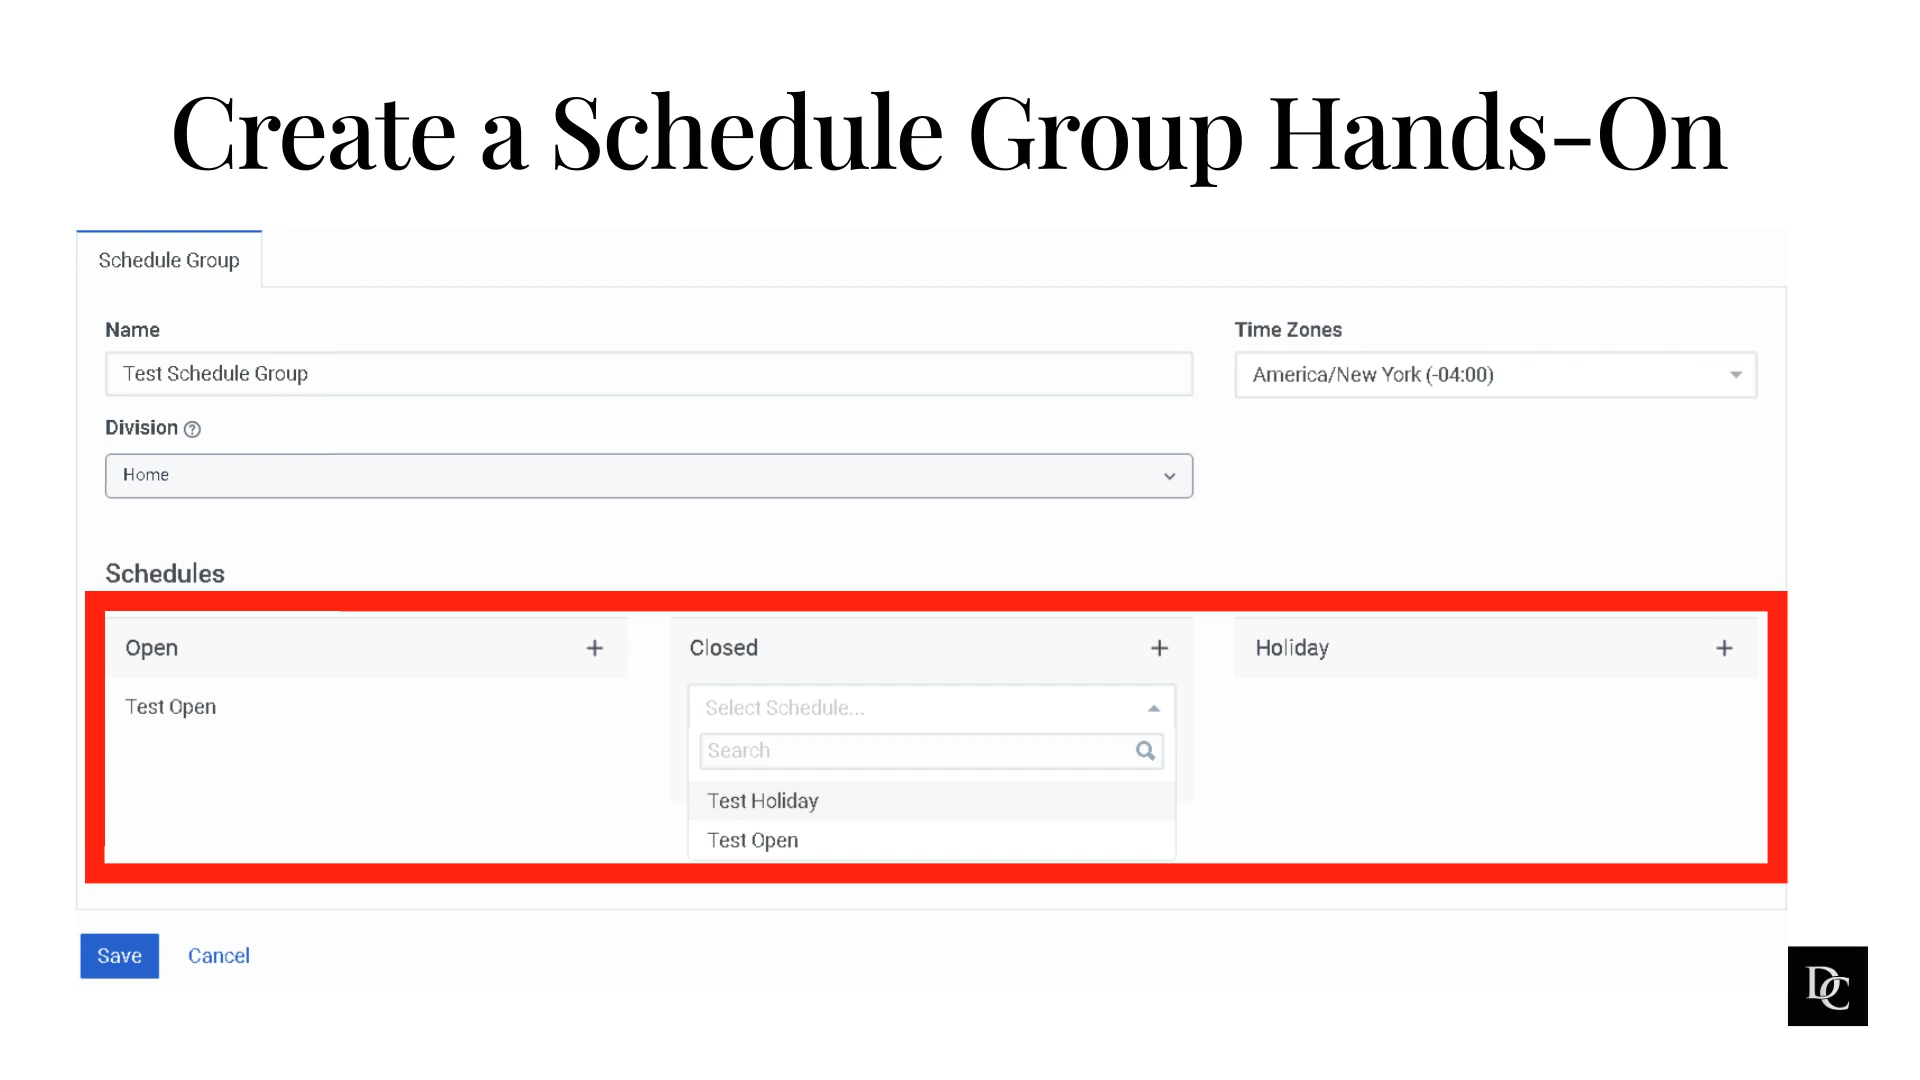 Create a Schedule Group Hands-On
Schedule Group
Name
Time Zones
Test Schedule Group
America/New York (-04:00)
Division
Home
Schedules
Open
Closed
Holiday
Test Open
Select Schedule...
Search
Test Holiday
Test Open
Save
Cancel
DC